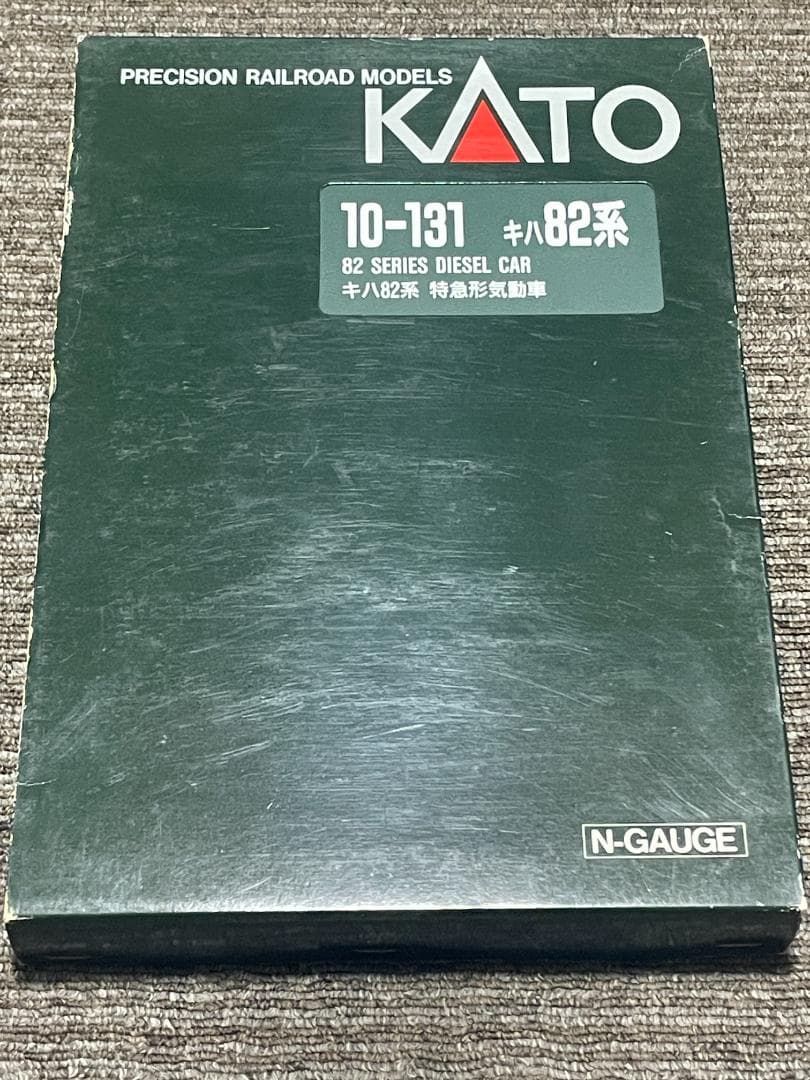 PRECISION RAILROAD MODELS
KATO
10-131 キハ82系
82 SERIES DIESEL CAR
キハ82系 特急形気動車
N-GAUGE